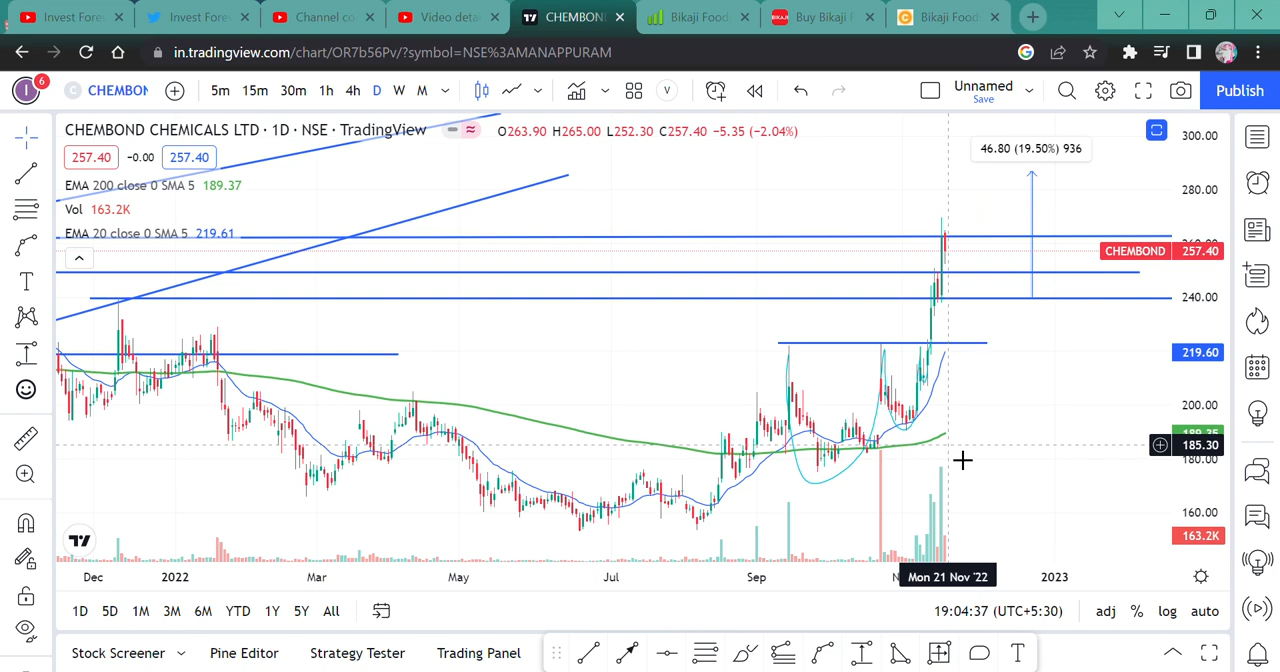 Invest Forev
Invest Forev
Channel co
Video detai
CHEMBON
Bikaji Food
Buy Bikaji F
Bikaji Food
in.tradingview.com/chart/OR7b56Pv/?symbol=NSE%3AMANAPPURAM
I
6
C
CHEMBON
5m
15m
30m
1h
4h
D
W
M
V
Unnamed
Save
Publish
CHEMBOND CHEMICALS LTD · 1D · NSE · TradingView
O263.90 H265.00 L252.30 C257.40 −5.35 (−2.04%)
257.40
-0.00
257.40
EMA 200 close 0 SMA 5 189.37
Vol 163.2K
EMA 20 close 0 SMA 5 219.61
46.80 (19.50%) 936
300.00
280.00
CHEMBOND
257.40
240.00
219.60
200.00
185.30
180.00
160.00
163.2K
Dec
2022
Mar
May
Jul
Sep
Mon 21 Nov '22
2023
1D
5D
1M
3M
6M
YTD
1Y
5Y
All
19:04:37 (UTC+5:30)
adj
%
log
auto
Stock Screener
Pine Editor
Strategy Tester
Trading Panel